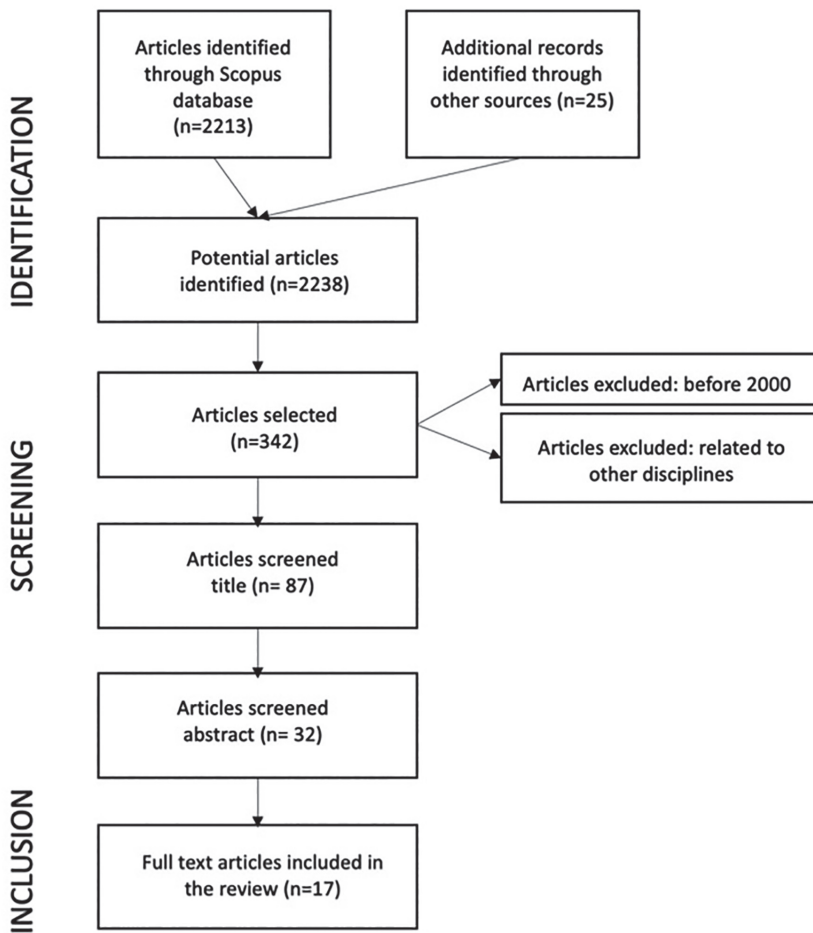 IDENTIFICATION
Articles identified
through Scopus
database
(n=2213)
Additional records
identified through
other sources (n=25)
Potential articles
identified (n=2238)
SCREENING
Articles selected
(n=342)
Articles excluded: before 2000
Articles excluded: related to
other disciplines
Articles screened
title (n= 87)
Articles screened
abstract (n= 32)
INCLUSION
Full text articles included in
the review (n=17)